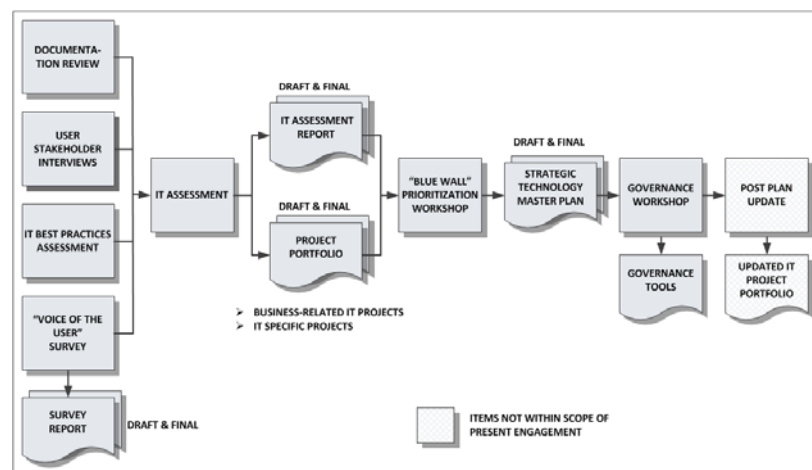 DOCUMENTA-
TION REVIEW
USER
STAKEHOLDER
INTERVIEWS
IT BEST PRACTICES
ASSESSMENT
"VOICE OF THE
USER"
SURVEY
SURVEY
REPORT
DRAFT & FINAL
IT ASSESSMENT
DRAFT & FINAL
IT ASSESSMENT
REPORT
DRAFT & FINAL
PROJECT
PORTFOLIO
➢ BUSINESS-RELATED IT PROJECTS
➢ IT SPECIFIC PROJECTS
"BLUE WALL"
PRIORITIZATION
WORKSHOP
DRAFT & FINAL
STRATEGIC
TECHNOLOGY
MASTER PLAN
GOVERNANCE
WORKSHOP
GOVERNANCE
TOOLS
POST PLAN
UPDATE
UPDATED IT
PROJECT
PORTFOLIO
ITEMS NOT WITHIN SCOPE OF
PRESENT ENGAGEMENT